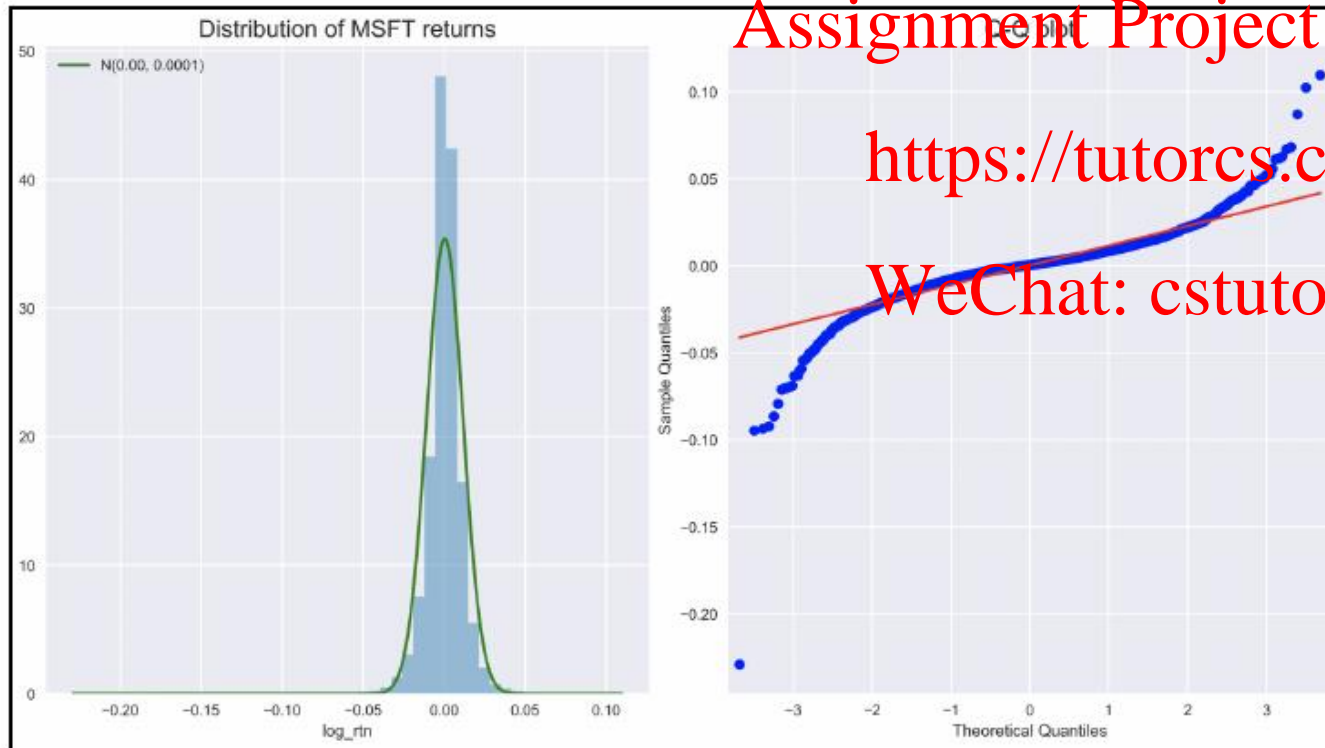 Distribution of MSFT returns
N(0.00, 0.0001)
50
40
30
20
10
0
−0.20 −0.15 −0.10 −0.05 0.00 0.05 0.10
log_rtn
Assignment Project
Q-Q plot
https://tutorcs.c
WeChat: cstuto
Sample Quantiles
0.10
0.05
0.00
−0.05
−0.10
−0.15
−0.20
−3 −2 −1 0 1 2 3
Theoretical Quantiles